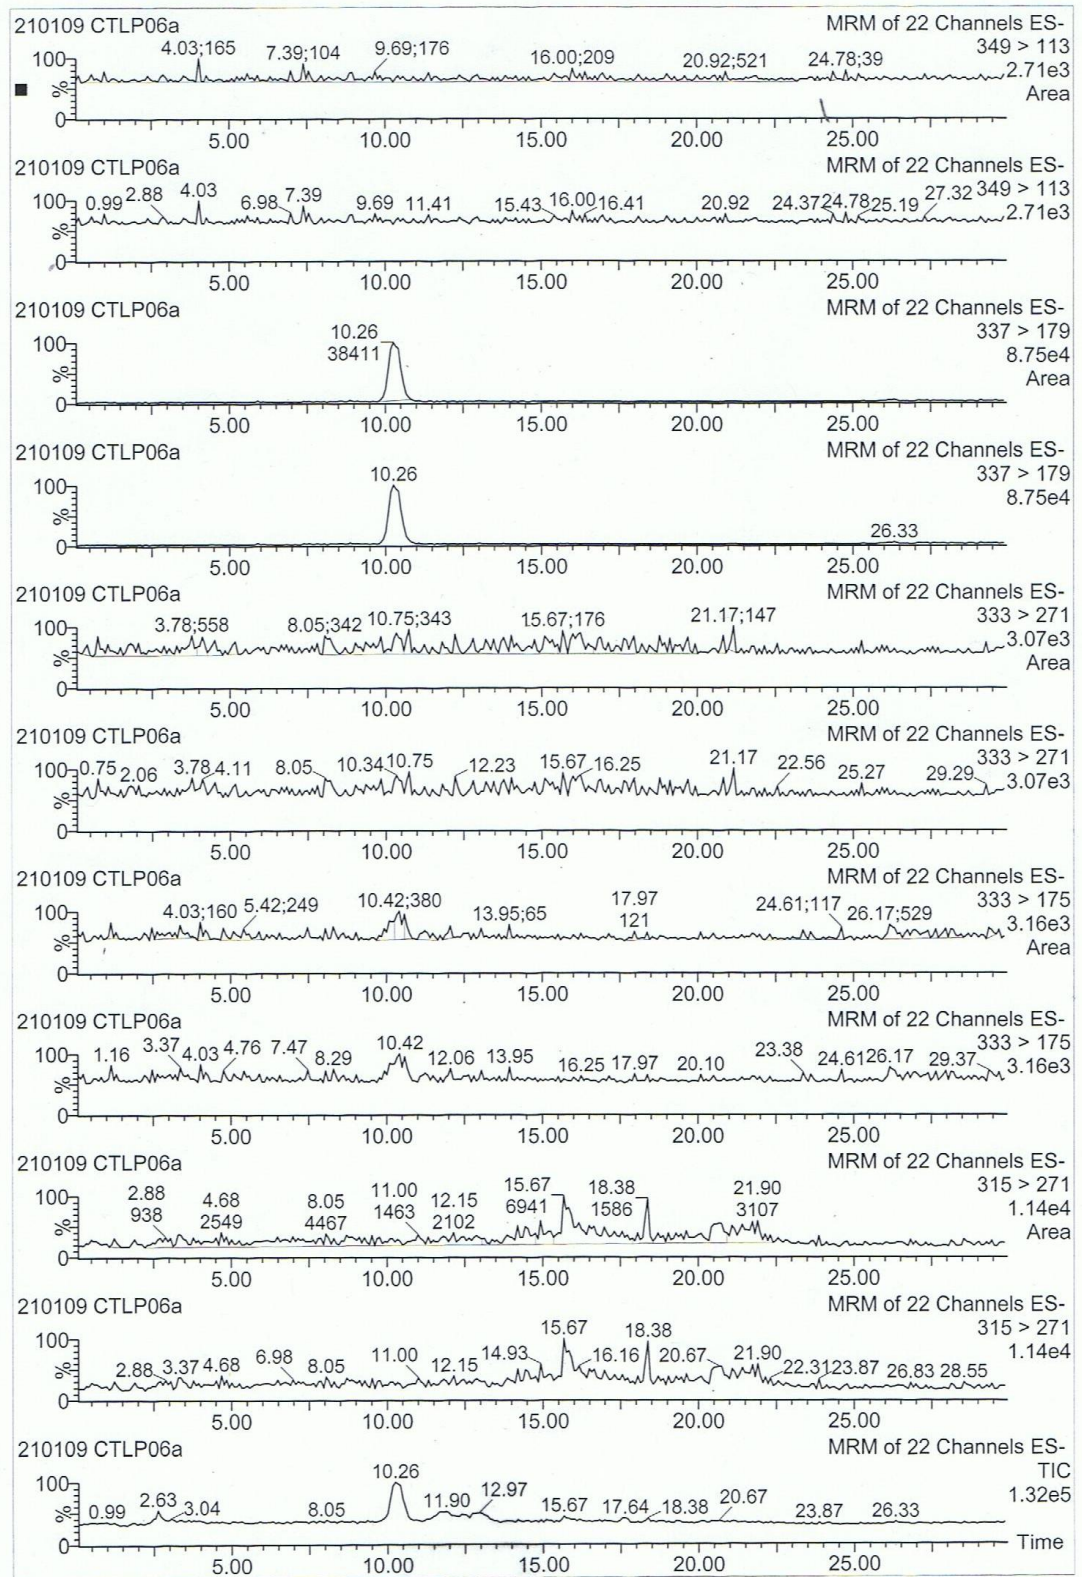 210109 CTLP06a MRM of 22 Channels ES-
349 > 113
2.71e3
Area
4.03;165 7.39;104 9.69;176 16.00;209 20.92;521 24.78;39
100
%
0
5.00 10.00 15.00 20.00 25.00
210109 CTLP06a MRM of 22 Channels ES-
349 > 113
2.71e3
0.99 2.88 4.03 6.98 7.39 9.69 11.41 15.43 16.00 16.41 20.92 24.37 24.78 25.19 27.32
100
%
0
5.00 10.00 15.00 20.00 25.00
210109 CTLP06a MRM of 22 Channels ES-
337 > 179
8.75e4
Area
10.26
38411
100
%
0
5.00 10.00 15.00 20.00 25.00
210109 CTLP06a MRM of 22 Channels ES-
337 > 179
8.75e4
10.26 26.33
100
%
0
5.00 10.00 15.00 20.00 25.00
210109 CTLP06a MRM of 22 Channels ES-
333 > 271
3.07e3
Area
3.78;558 8.05;342 10.75;343 15.67;176 21.17;147
100
%
0
5.00 10.00 15.00 20.00 25.00
210109 CTLP06a MRM of 22 Channels ES-
333 > 271
3.07e3
0.75 2.06 3.78 4.11 8.05 10.34 10.75 12.23 15.67 16.25 21.17 22.56 25.27 29.29
100
%
0
5.00 10.00 15.00 20.00 25.00
210109 CTLP06a MRM of 22 Channels ES-
333 > 175
3.16e3
Area
4.03;160 5.42;249 10.42;380 13.95;65 17.97 24.61;117 26.17;529
121
100
%
0
5.00 10.00 15.00 20.00 25.00
210109 CTLP06a MRM of 22 Channels ES-
333 > 175
3.16e3
1.16 3.37 4.03 4.76 7.47 8.29 10.42 12.06 13.95 16.25 17.97 20.10 23.38 24.61 26.17 29.37
100
%
0
5.00 10.00 15.00 20.00 25.00
210109 CTLP06a MRM of 22 Channels ES-
315 > 271
1.14e4
Area
2.88 4.68 8.05 11.00 12.15 15.67 18.38 21.90
938 2549 4467 1463 2102 6941 1586 3107
100
%
0
5.00 10.00 15.00 20.00 25.00
210109 CTLP06a MRM of 22 Channels ES-
315 > 271
1.14e4
2.88 3.37 4.68 6.98 8.05 11.00 12.15 14.93 15.67 16.16 18.38 20.67 21.90 22.31 23.87 26.83 28.55
100
%
0
5.00 10.00 15.00 20.00 25.00
210109 CTLP06a MRM of 22 Channels ES-
TIC
1.32e5
0.99 2.63 3.04 8.05 10.26 11.90 12.97 15.67 17.64 18.38 20.67 23.87 26.33
100
%
0
Time
5.00 10.00 15.00 20.00 25.00